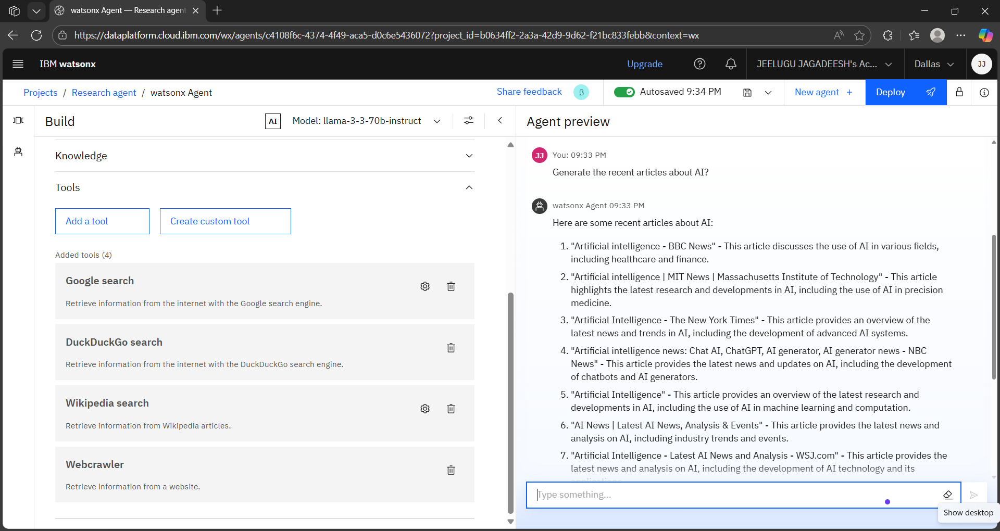 watsonx Agent — Research agent
https://dataplatform.cloud.ibm.com/wx/agents/c4108f6c-4374-4f49-aca5-d0c6e5436072?project_id=b0634ff2-2a3a-42d9-9d62-f21bc833febb&context=wx
IBM watsonx
Upgrade
JEELUGU JAGADEESH's Ac...
Dallas
JJ
Projects / Research agent / watsonx Agent
Share feedback
β
Autosaved 9:34 PM
New agent +
Deploy
Build
AI
Model: llama-3-3-70b-instruct
Knowledge
Tools
Add a tool
Create custom tool
Added tools (4)
Google search
Retrieve information from the internet with the Google search engine.
DuckDuckGo search
Retrieve information from the internet with the DuckDuckGo search engine.
Wikipedia search
Retrieve information from Wikipedia articles.
Webcrawler
Retrieve information from a website.
Agent preview
JJ
You: 09:33 PM
Generate the recent articles about AI?
watsonx Agent 09:33 PM
Here are some recent articles about AI:
1. "Artificial intelligence - BBC News" - This article discusses the use of AI in various fields,
including healthcare and finance.
2. "Artificial intelligence | MIT News | Massachusetts Institute of Technology" - This article
highlights the latest research and developments in AI, including the use of AI in precision
medicine.
3. "Artificial Intelligence - The New York Times" - This article provides an overview of the
latest news and trends in AI, including the development of advanced AI systems.
4. "Artificial intelligence news: Chat AI, ChatGPT, AI generator, AI generator news - NBC
News" - This article provides the latest news and updates on AI, including the development
of chatbots and AI generators.
5. "Artificial Intelligence" - This article provides an overview of the latest research and
developments in AI, including the use of AI in machine learning and computation.
6. "AI News | Latest AI News, Analysis & Events" - This article provides the latest news and
analysis on AI, including industry trends and events.
7. "Artificial Intelligence - Latest AI News and Analysis - WSJ.com" - This article provides the
latest news and analysis on AI, including the development of AI technology and its
Type something...
Show desktop